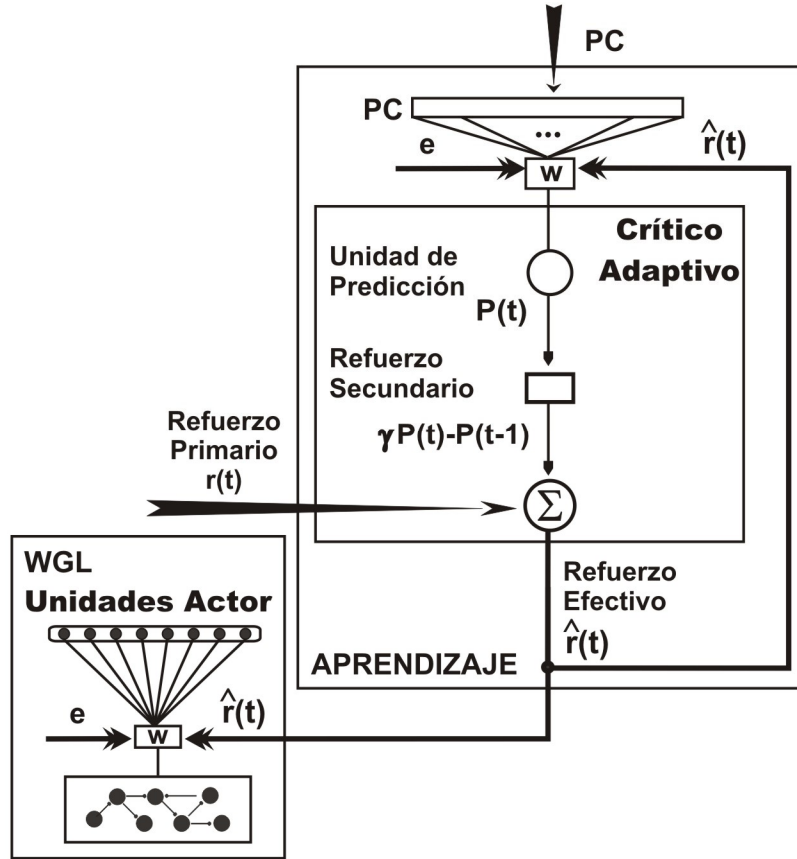 PC
PC
...
e
r̂(t)
w
Crítico
Adaptivo
Unidad de
Predicción
P(t)
Refuerzo
Secundario
γP(t)-P(t-1)
Refuerzo
Primario
r(t)
Σ
Refuerzo
Efectivo
r̂(t)
APRENDIZAJE
WGL
Unidades Actor
e
r̂(t)
w